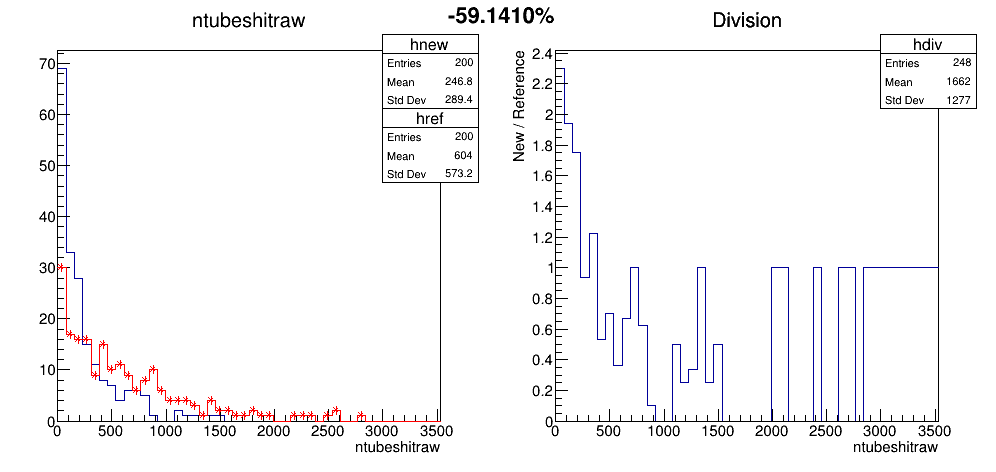 -59.1410%
ntubeshitraw
hnew
Entries 200
Mean 246.8
Std Dev 289.4
href
Entries 200
Mean 604
Std Dev 573.2
70
60
50
40
30
20
10
0
0 500 1000 1500 2000 2500 3000 3500
ntubeshitraw
Division
hdiv
Entries 248
Mean 1662
Std Dev 1277
New / Reference
2.4
2.2
2
1.8
1.6
1.4
1.2
1
0.8
0.6
0.4
0.2
0
0 500 1000 1500 2000 2500 3000 3500
ntubeshitraw